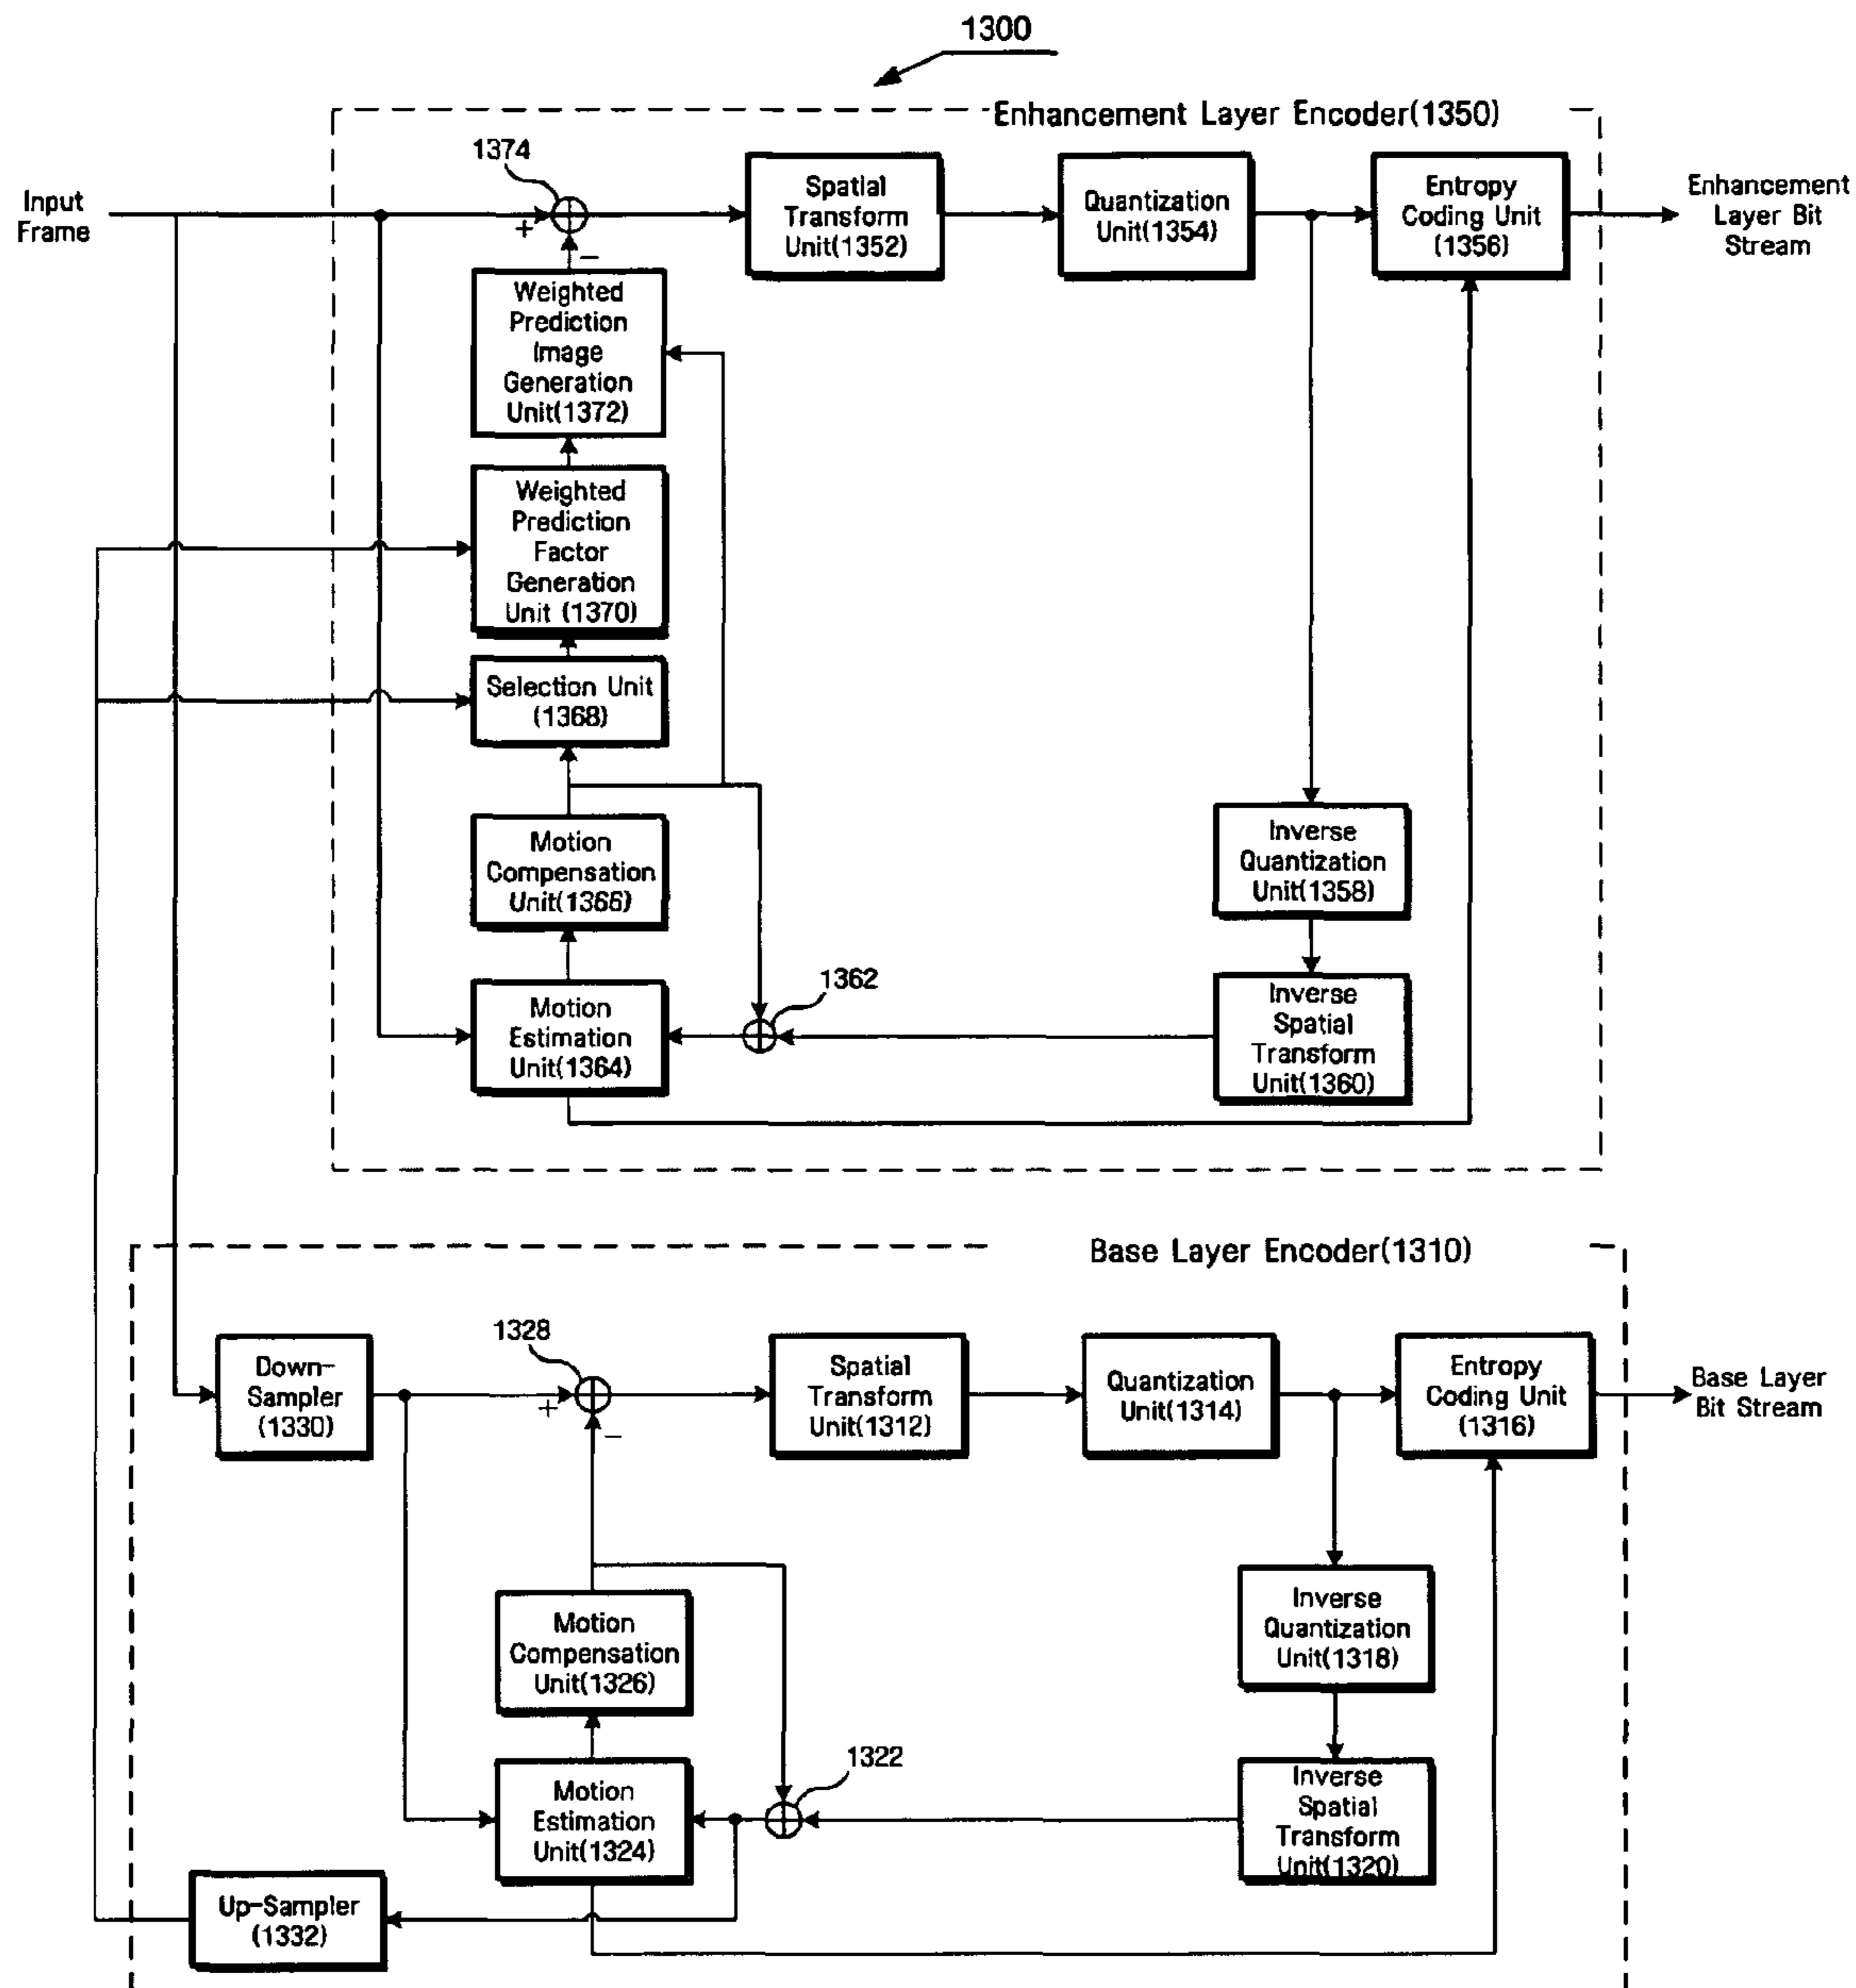 1300
Enhancement Layer Encoder(1350)
1374
Input
Frame
+
−
Spatial
Transform
Unit(1352)
Quantization
Unit(1354)
Entropy
Coding Unit
(1356)
Enhancement
Layer Bit
Stream
Weighted
Prediction
Image
Generation
Unit(1372)
Weighted
Prediction
Factor
Generation
Unit (1370)
Selection Unit
(1368)
Motion
Compensation
Unit(1366)
Inverse
Quantization
Unit(1358)
1362
Motion
Estimation
Unit(1364)
Inverse
Spatial
Transform
Unit(1360)
Base Layer Encoder(1310)
1328
Down-
Sampler
(1330)
+
−
Spatial
Transform
Unit(1312)
Quantization
Unit(1314)
Entropy
Coding Unit
(1316)
Base Layer
Bit Stream
Motion
Compensation
Unit(1326)
Inverse
Quantization
Unit(1318)
1322
Motion
Estimation
Unit(1324)
Inverse
Spatial
Transform
Unit(1320)
Up-Sampler
(1332)